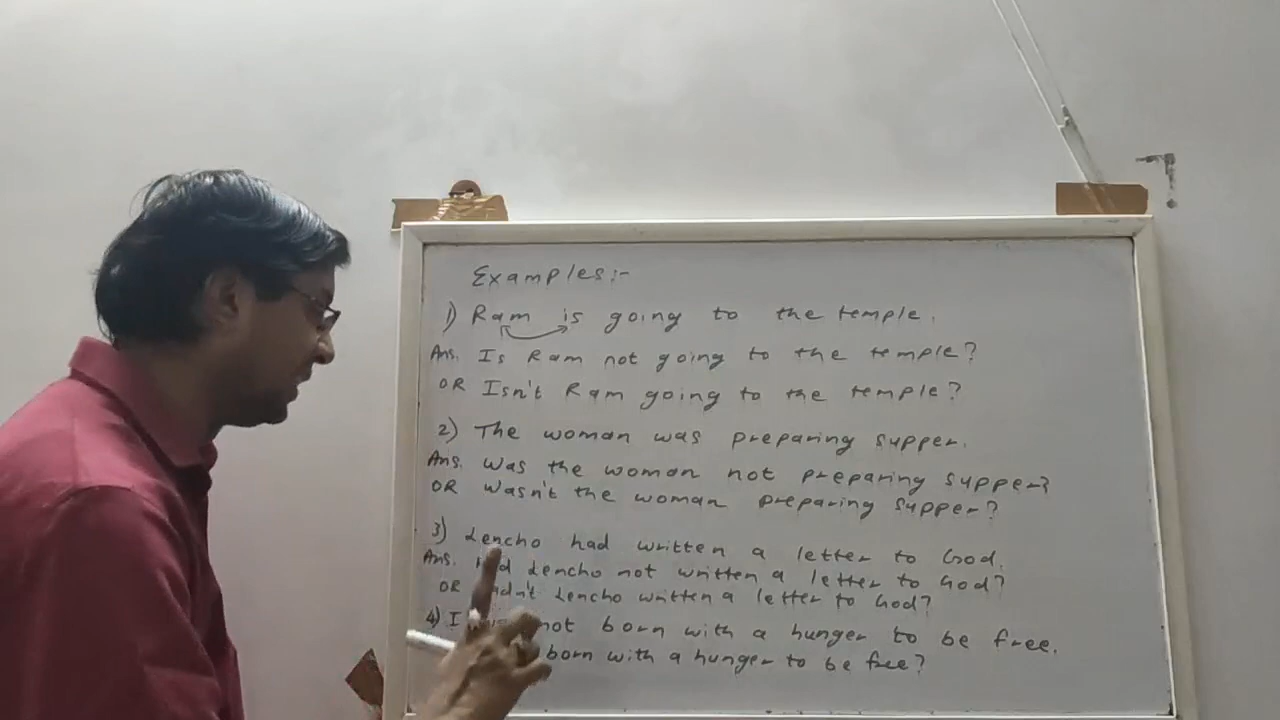 Examples:-
1) Ram is going to the temple.
Ans. Is Ram not going to the temple?
OR Isn't Ram going to the temple?
2) The woman was preparing supper.
Ans. Was the woman not preparing supper?
OR Wasn't the woman preparing supper?
3) Lencho had written a letter to God.
Ans. Lencho not written a letter to God?
OR Lencho written a letter to God?
4) I not born with a hunger to be free.
born with a hunger to be free?